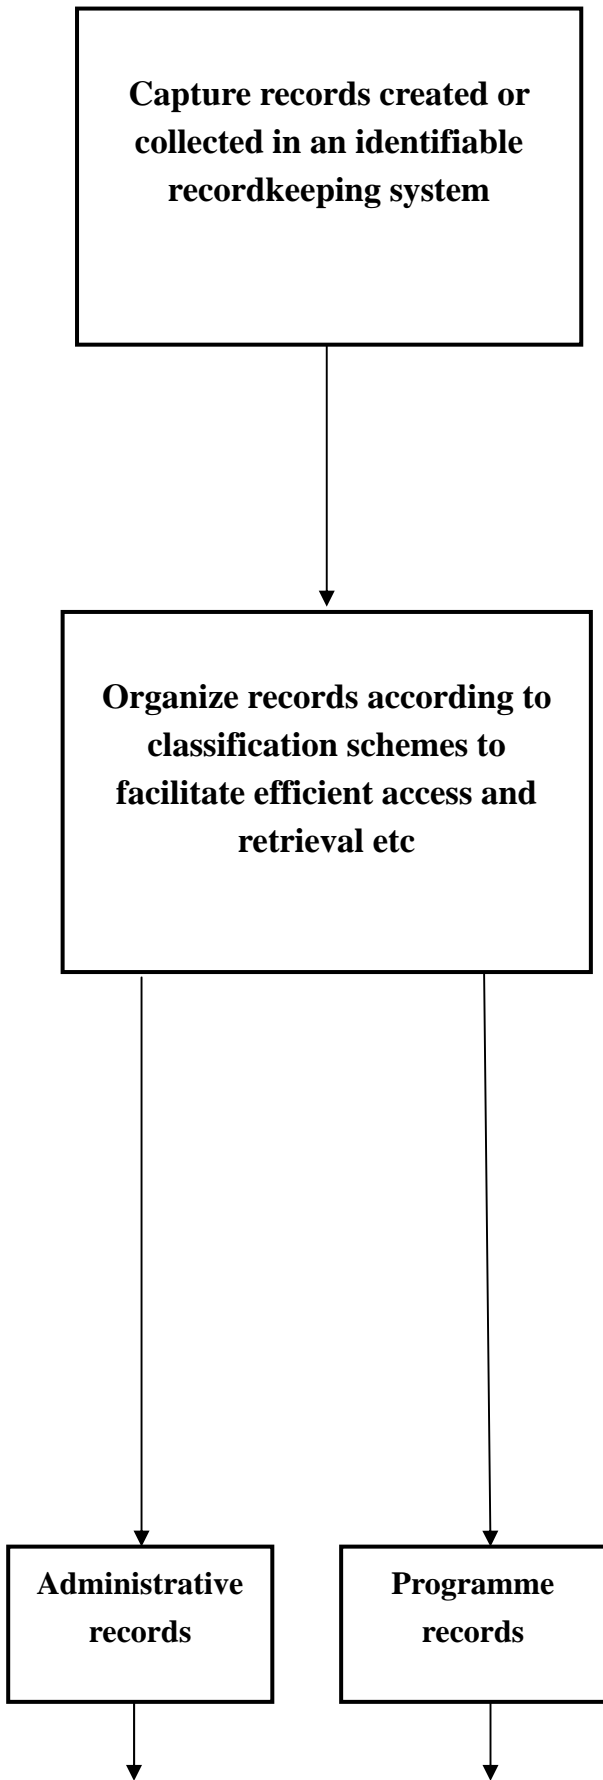 Capture records created or
collected in an identifiable
recordkeeping system
Organize records according to
classification schemes to
facilitate efficient access and
retrieval etc
Administrative
records
Programme
records